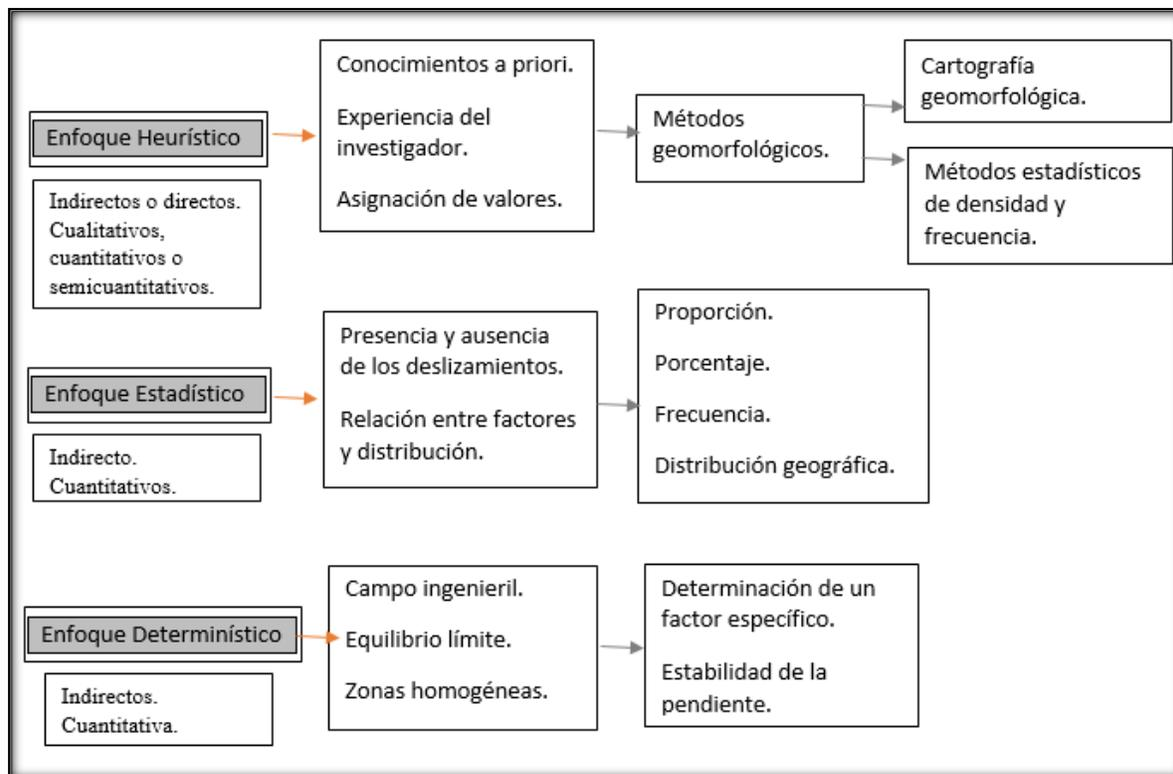 Enfoque Heurístico
Indirectos o directos.
Cualitativos,
cuantitativos o
semicuantitativos.
Conocimientos a priori.
Experiencia del
investigador.
Asignación de valores.
Métodos
geomorfológicos.
Cartografía
geomorfológica.
Métodos estadísticos
de densidad y
frecuencia.
Enfoque Estadístico
Indirecto.
Cuantitativos.
Presencia y ausencia
de los deslizamientos.
Relación entre factores
y distribución.
Proporción.
Porcentaje.
Frecuencia.
Distribución geográfica.
Enfoque Determinístico
Indirectos.
Cuantitativa.
Campo ingenieril.
Equilibrio límite.
Zonas homogéneas.
Determinación de un
factor específico.
Estabilidad de la
pendiente.